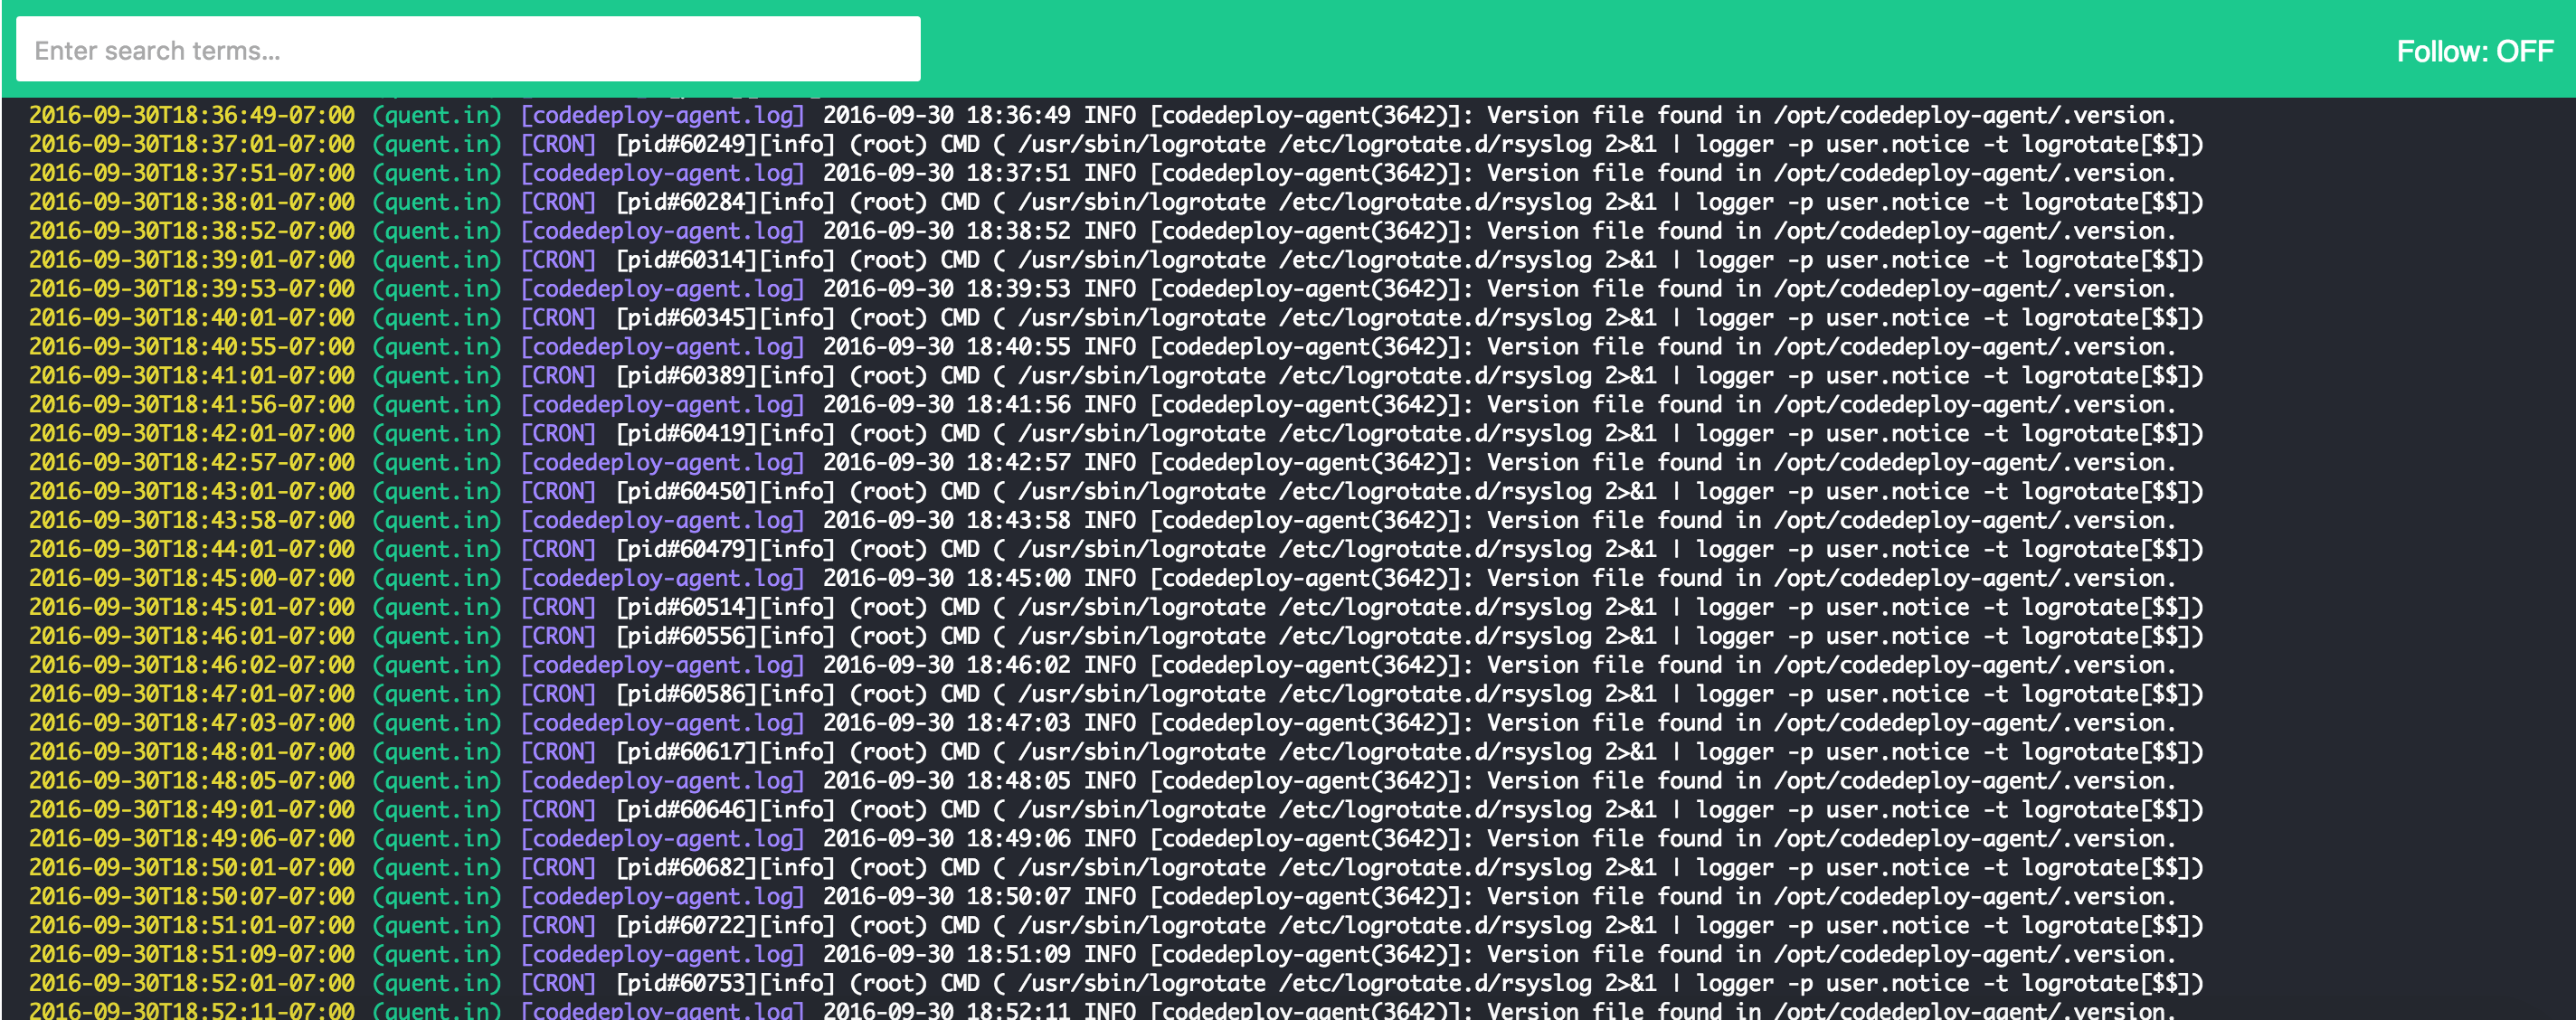 Enter search terms...
Follow: OFF
2016-09-30T18:36:49-07:00 (quent.in) [codedeploy-agent.log] 2016-09-30 18:36:49 INFO [codedeploy-agent(3642)]: Version file found in /opt/codedeploy-agent/.version.
2016-09-30T18:37:01-07:00 (quent.in) [CRON] [pid#60249][info] (root) CMD ( /usr/sbin/logrotate /etc/logrotate.d/rsyslog 2>&1 | logger -p user.notice -t logrotate[$$])
2016-09-30T18:37:51-07:00 (quent.in) [codedeploy-agent.log] 2016-09-30 18:37:51 INFO [codedeploy-agent(3642)]: Version file found in /opt/codedeploy-agent/.version.
2016-09-30T18:38:01-07:00 (quent.in) [CRON] [pid#60284][info] (root) CMD ( /usr/sbin/logrotate /etc/logrotate.d/rsyslog 2>&1 | logger -p user.notice -t logrotate[$$])
2016-09-30T18:38:52-07:00 (quent.in) [codedeploy-agent.log] 2016-09-30 18:38:52 INFO [codedeploy-agent(3642)]: Version file found in /opt/codedeploy-agent/.version.
2016-09-30T18:39:01-07:00 (quent.in) [CRON] [pid#60314][info] (root) CMD ( /usr/sbin/logrotate /etc/logrotate.d/rsyslog 2>&1 | logger -p user.notice -t logrotate[$$])
2016-09-30T18:39:53-07:00 (quent.in) [codedeploy-agent.log] 2016-09-30 18:39:53 INFO [codedeploy-agent(3642)]: Version file found in /opt/codedeploy-agent/.version.
2016-09-30T18:40:01-07:00 (quent.in) [CRON] [pid#60345][info] (root) CMD ( /usr/sbin/logrotate /etc/logrotate.d/rsyslog 2>&1 | logger -p user.notice -t logrotate[$$])
2016-09-30T18:40:55-07:00 (quent.in) [codedeploy-agent.log] 2016-09-30 18:40:55 INFO [codedeploy-agent(3642)]: Version file found in /opt/codedeploy-agent/.version.
2016-09-30T18:41:01-07:00 (quent.in) [CRON] [pid#60389][info] (root) CMD ( /usr/sbin/logrotate /etc/logrotate.d/rsyslog 2>&1 | logger -p user.notice -t logrotate[$$])
2016-09-30T18:41:56-07:00 (quent.in) [codedeploy-agent.log] 2016-09-30 18:41:56 INFO [codedeploy-agent(3642)]: Version file found in /opt/codedeploy-agent/.version.
2016-09-30T18:42:01-07:00 (quent.in) [CRON] [pid#60419][info] (root) CMD ( /usr/sbin/logrotate /etc/logrotate.d/rsyslog 2>&1 | logger -p user.notice -t logrotate[$$])
2016-09-30T18:42:57-07:00 (quent.in) [codedeploy-agent.log] 2016-09-30 18:42:57 INFO [codedeploy-agent(3642)]: Version file found in /opt/codedeploy-agent/.version.
2016-09-30T18:43:01-07:00 (quent.in) [CRON] [pid#60450][info] (root) CMD ( /usr/sbin/logrotate /etc/logrotate.d/rsyslog 2>&1 | logger -p user.notice -t logrotate[$$])
2016-09-30T18:43:58-07:00 (quent.in) [codedeploy-agent.log] 2016-09-30 18:43:58 INFO [codedeploy-agent(3642)]: Version file found in /opt/codedeploy-agent/.version.
2016-09-30T18:44:01-07:00 (quent.in) [CRON] [pid#60479][info] (root) CMD ( /usr/sbin/logrotate /etc/logrotate.d/rsyslog 2>&1 | logger -p user.notice -t logrotate[$$])
2016-09-30T18:45:00-07:00 (quent.in) [codedeploy-agent.log] 2016-09-30 18:45:00 INFO [codedeploy-agent(3642)]: Version file found in /opt/codedeploy-agent/.version.
2016-09-30T18:45:01-07:00 (quent.in) [CRON] [pid#60514][info] (root) CMD ( /usr/sbin/logrotate /etc/logrotate.d/rsyslog 2>&1 | logger -p user.notice -t logrotate[$$])
2016-09-30T18:46:01-07:00 (quent.in) [CRON] [pid#60556][info] (root) CMD ( /usr/sbin/logrotate /etc/logrotate.d/rsyslog 2>&1 | logger -p user.notice -t logrotate[$$])
2016-09-30T18:46:02-07:00 (quent.in) [codedeploy-agent.log] 2016-09-30 18:46:02 INFO [codedeploy-agent(3642)]: Version file found in /opt/codedeploy-agent/.version.
2016-09-30T18:47:01-07:00 (quent.in) [CRON] [pid#60586][info] (root) CMD ( /usr/sbin/logrotate /etc/logrotate.d/rsyslog 2>&1 | logger -p user.notice -t logrotate[$$])
2016-09-30T18:47:03-07:00 (quent.in) [codedeploy-agent.log] 2016-09-30 18:47:03 INFO [codedeploy-agent(3642)]: Version file found in /opt/codedeploy-agent/.version.
2016-09-30T18:48:01-07:00 (quent.in) [CRON] [pid#60617][info] (root) CMD ( /usr/sbin/logrotate /etc/logrotate.d/rsyslog 2>&1 | logger -p user.notice -t logrotate[$$])
2016-09-30T18:48:05-07:00 (quent.in) [codedeploy-agent.log] 2016-09-30 18:48:05 INFO [codedeploy-agent(3642)]: Version file found in /opt/codedeploy-agent/.version.
2016-09-30T18:49:01-07:00 (quent.in) [CRON] [pid#60646][info] (root) CMD ( /usr/sbin/logrotate /etc/logrotate.d/rsyslog 2>&1 | logger -p user.notice -t logrotate[$$])
2016-09-30T18:49:06-07:00 (quent.in) [codedeploy-agent.log] 2016-09-30 18:49:06 INFO [codedeploy-agent(3642)]: Version file found in /opt/codedeploy-agent/.version.
2016-09-30T18:50:01-07:00 (quent.in) [CRON] [pid#60682][info] (root) CMD ( /usr/sbin/logrotate /etc/logrotate.d/rsyslog 2>&1 | logger -p user.notice -t logrotate[$$])
2016-09-30T18:50:07-07:00 (quent.in) [codedeploy-agent.log] 2016-09-30 18:50:07 INFO [codedeploy-agent(3642)]: Version file found in /opt/codedeploy-agent/.version.
2016-09-30T18:51:01-07:00 (quent.in) [CRON] [pid#60722][info] (root) CMD ( /usr/sbin/logrotate /etc/logrotate.d/rsyslog 2>&1 | logger -p user.notice -t logrotate[$$])
2016-09-30T18:51:09-07:00 (quent.in) [codedeploy-agent.log] 2016-09-30 18:51:09 INFO [codedeploy-agent(3642)]: Version file found in /opt/codedeploy-agent/.version.
2016-09-30T18:52:01-07:00 (quent.in) [CRON] [pid#60753][info] (root) CMD ( /usr/sbin/logrotate /etc/logrotate.d/rsyslog 2>&1 | logger -p user.notice -t logrotate[$$])
2016-09-30T18:52:11-07:00 (quent.in) [codedeploy-agent.log] 2016-09-30 18:52:11 INFO [codedeploy-agent(3642)]: Version file found in /opt/codedeploy-agent/.version.